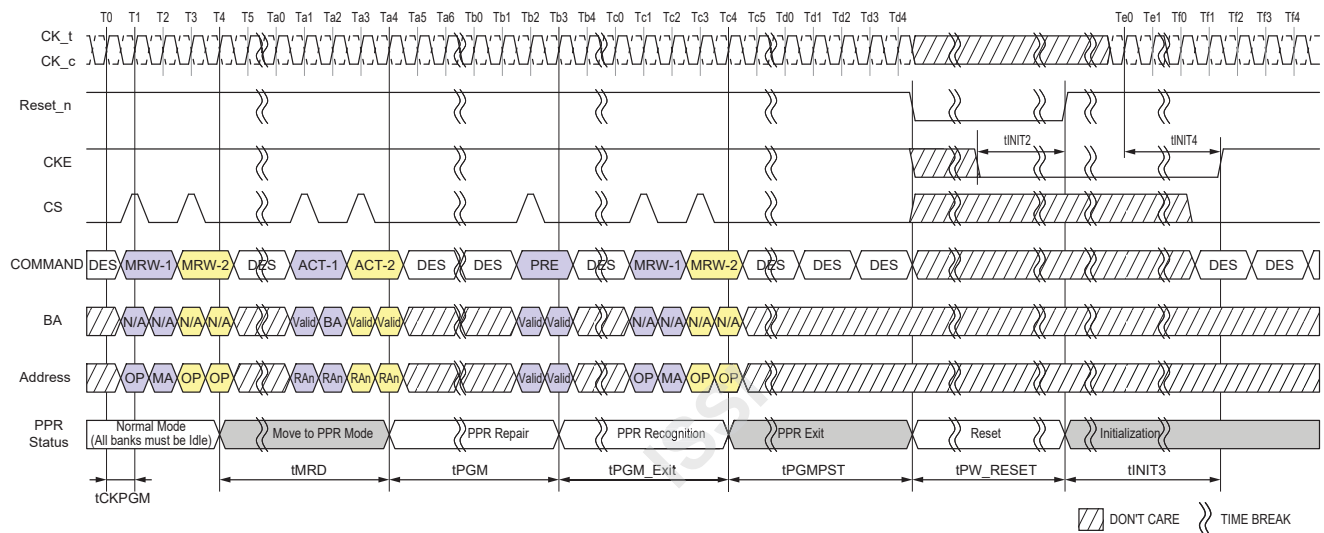 T0 T1 T2 T3 T4 T5 Ta0 Ta1 Ta2 Ta3 Ta4 Ta5 Ta6 Tb0 Tb1 Tb2 Tb3 Tb4 Tc0 Tc1 Tc2 Tc3 Tc4 Tc5 Td0 Td1 Td2 Td3 Td4 Te0 Te1 Tf0 Tf1 Tf2 Tf3 Tf4
CK_t
CK_c
Reset_n
CKE tINIT2 tINIT4
CS
COMMAND DES MRW-1 MRW-2 DES ACT-1 ACT-2 DES DES PRE DES MRW-1 MRW-2 DES DES DES DES DES
BA N/A N/A N/A N/A Valid BA Valid Valid Valid Valid N/A N/A N/A N/A
Address OP MA OP OP RAn RAn RAn RAn Valid Valid OP MA OP OP
PPR Status Normal Mode (All banks must be Idle) Move to PPR Mode PPR Repair PPR Recognition PPR Exit Reset Initialization
ISSI
tCKPGM tMRD tPGM tPGM_Exit tPGMPST tPW_RESET tINIT3
DON'T CARE TIME BREAK